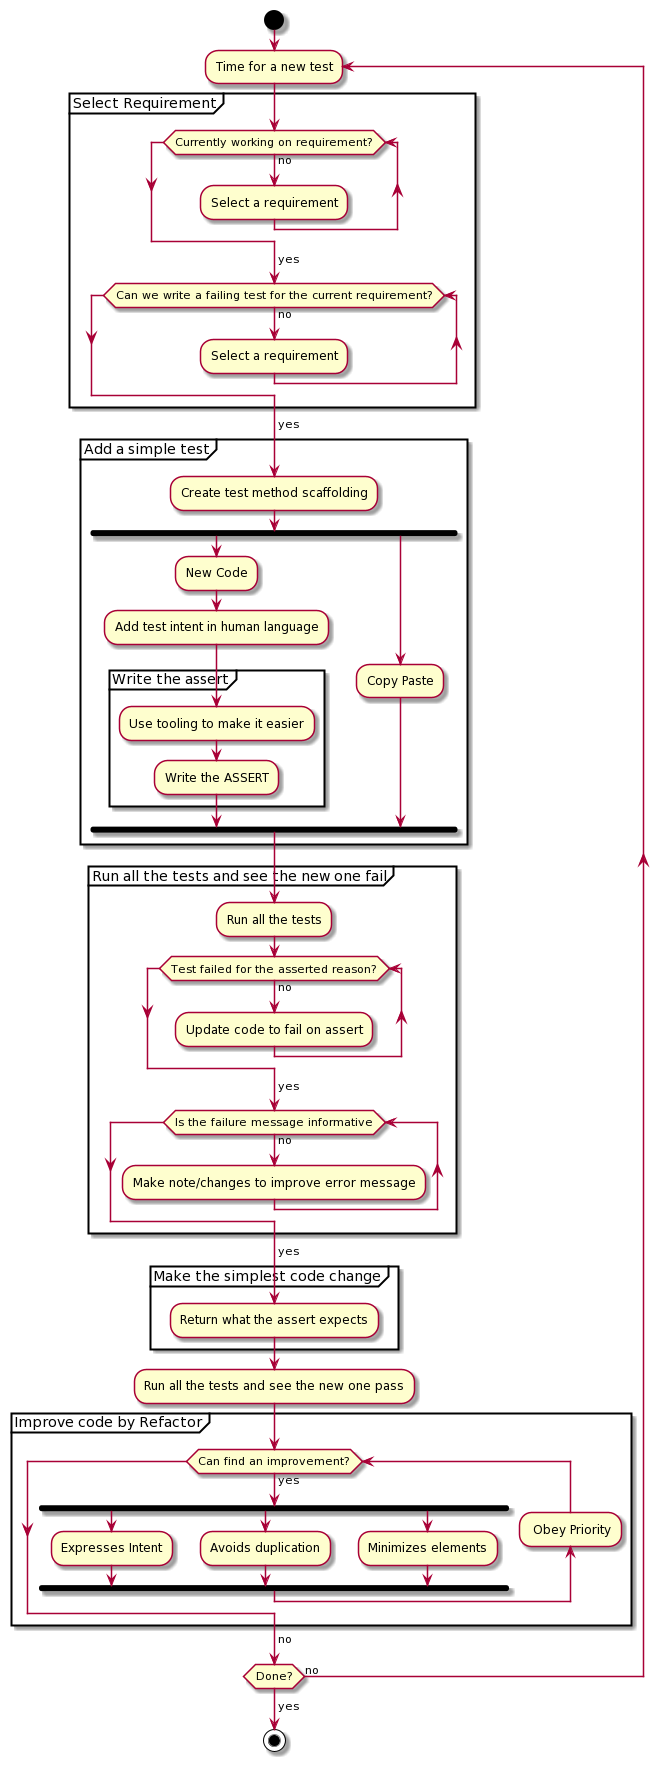 Time for a new test
Select Requirement
Currently working on requirement?
no
Select a requirement
yes
Can we write a failing test for the current requirement?
no
Select a requirement
yes
Add a simple test
Create test method scaffolding
New Code
Add test intent in human language
Write the assert
Copy Paste
Use tooling to make it easier
Write the ASSERT
Run all the tests and see the new one fail
Run all the tests
Test failed for the asserted reason?
no
Update code to fail on assert
yes
Is the failure message informative
no
Make note/changes to improve error message
yes
Make the simplest code change
Return what the assert expects
Run all the tests and see the new one pass
Improve code by Refactor
Can find an improvement?
yes
Obey Priority
Expresses Intent
Avoids duplication
Minimizes elements
no
Done?
no
yes